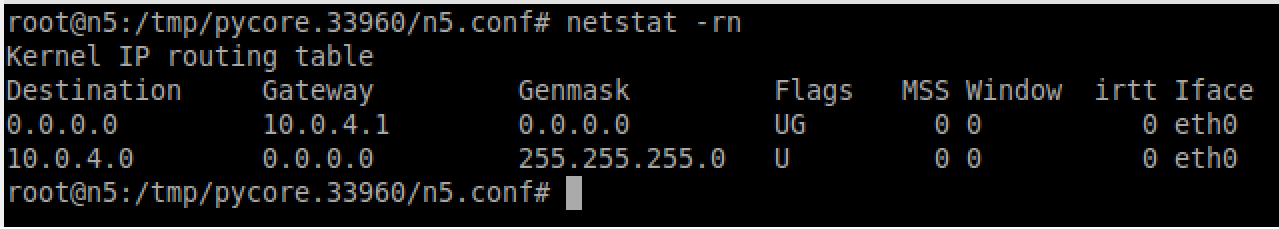 root@n5:/tmp/pycore.33960/n5.conf# netstat -rn
Kernel IP routing table
Destination     Gateway         Genmask         Flags   MSS Window  irtt Iface
0.0.0.0         10.0.4.1        0.0.0.0         UG        0 0          0 eth0
10.0.4.0        0.0.0.0         255.255.255.0   U         0 0          0 eth0
root@n5:/tmp/pycore.33960/n5.conf#